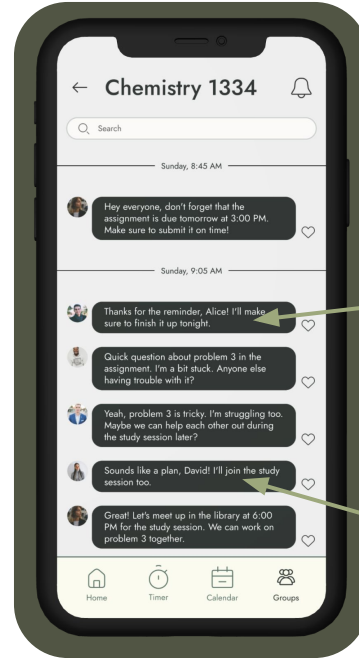 Chemistry 1334
Search
Sunday, 8:45 AM
Hey everyone, don't forget that the
assignment is due tomorrow at 3:00 PM.
Make sure to submit it on time!
Sunday, 9:05 AM
Thanks for the reminder, Alice! I'll make
sure to finish it up tonight.
Quick question about problem 3 in the
assignment. I'm a bit stuck. Anyone else
having trouble with it?
Yeah, problem 3 is tricky. I'm struggling too.
Maybe we can help each other out during
the study session later?
Sounds like a plan, David! I'll join the study
session too.
Great! Let's meet up in the library at 6:00
PM for the study session. We can work on
problem 3 together.
Home
Timer
Calendar
Groups